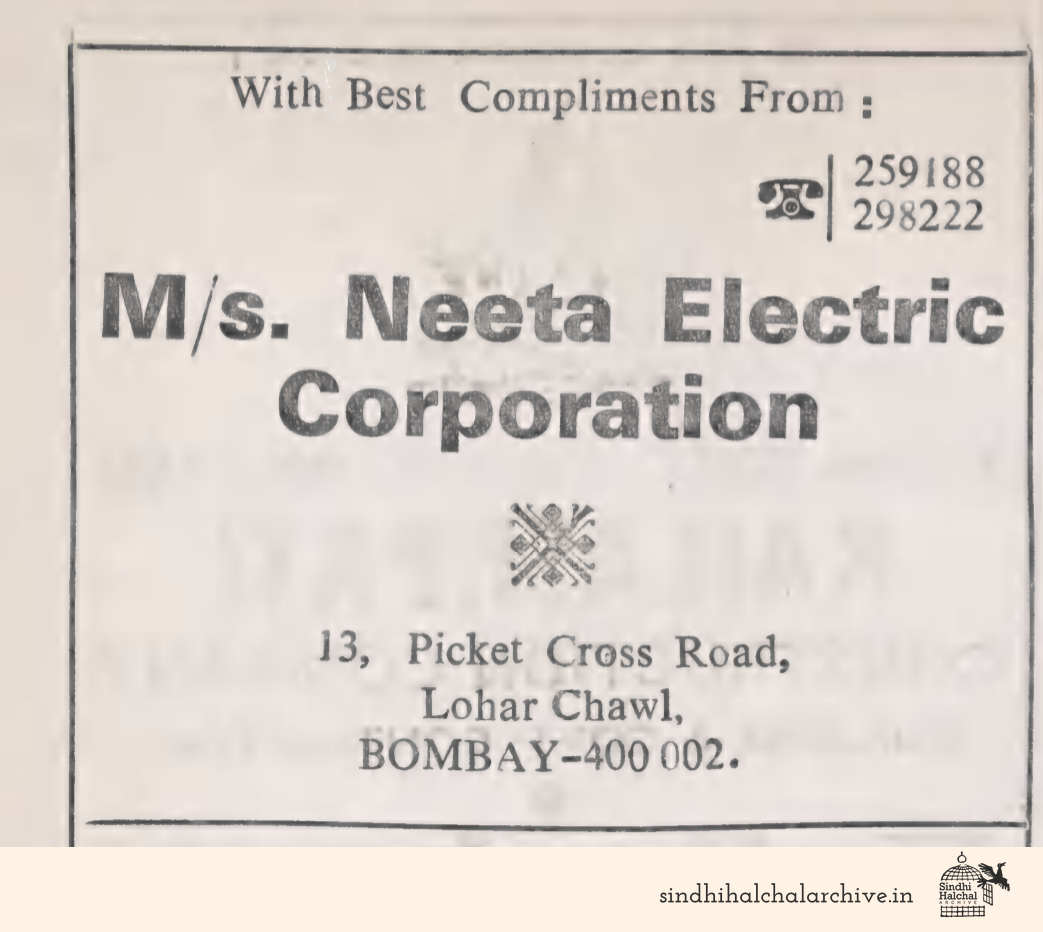 With Best Compliments From :
259188
298222
M/s. Neeta Electric
Corporation
13, Picket Cross Road,
Lohar Chawl,
BOMBAY-400 002.
sindhihalchalarchive.in
Sindhi
Halchal
ARCHIVE